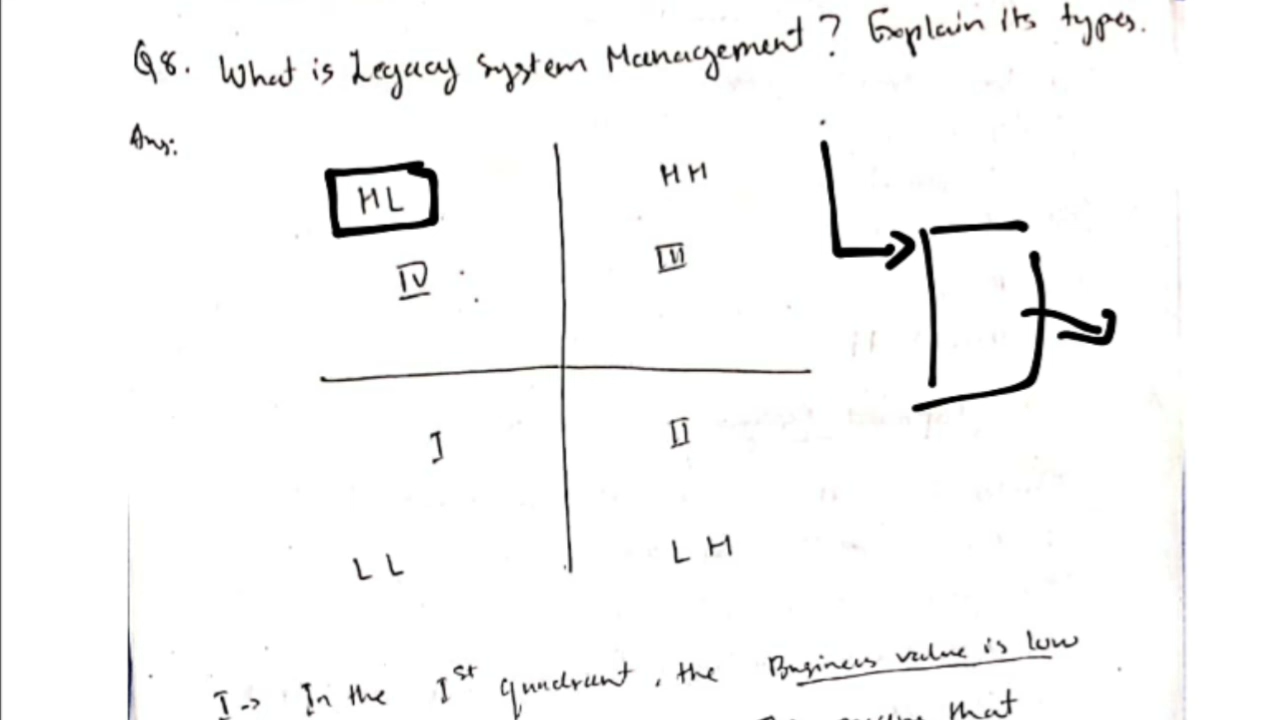 Q8. What is Legacy System Management? Explain its types.
Ans:
HL
HH
IV
III
I
II
LL
LH
I -> In the Ist quadrant, the Business value is low
that